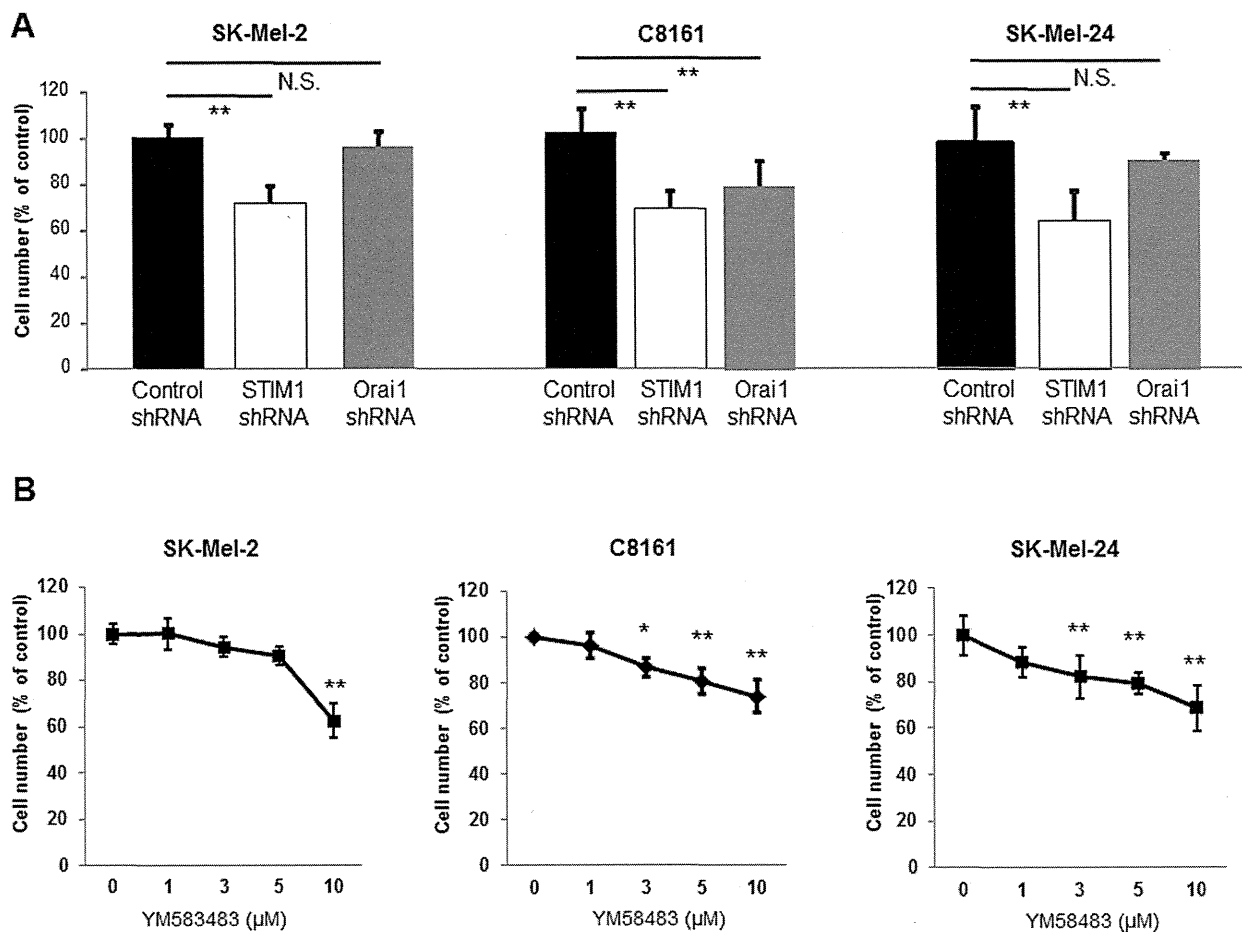 A
SK-Mel-2
C8161
SK-Mel-24
N.S.
**
**
**
N.S.
**
Cell number (% of control)
120
100
80
60
40
20
0
Control shRNA
STIM1 shRNA
Orai1 shRNA
Control shRNA
STIM1 shRNA
Orai1 shRNA
Control shRNA
STIM1 shRNA
Orai1 shRNA
B
SK-Mel-2
Cell number (% of control)
120
100
80
60
40
20
0
**
0 1 3 5 10
YM583483 (µM)
C8161
Cell number (% of control)
120
100
80
60
40
20
0
* ** **
0 1 3 5 10
YM58483 (µM)
SK-Mel-24
Cell number (% of control)
120
100
80
60
40
20
0
** ** **
0 1 3 5 10
YM58483 (µM)